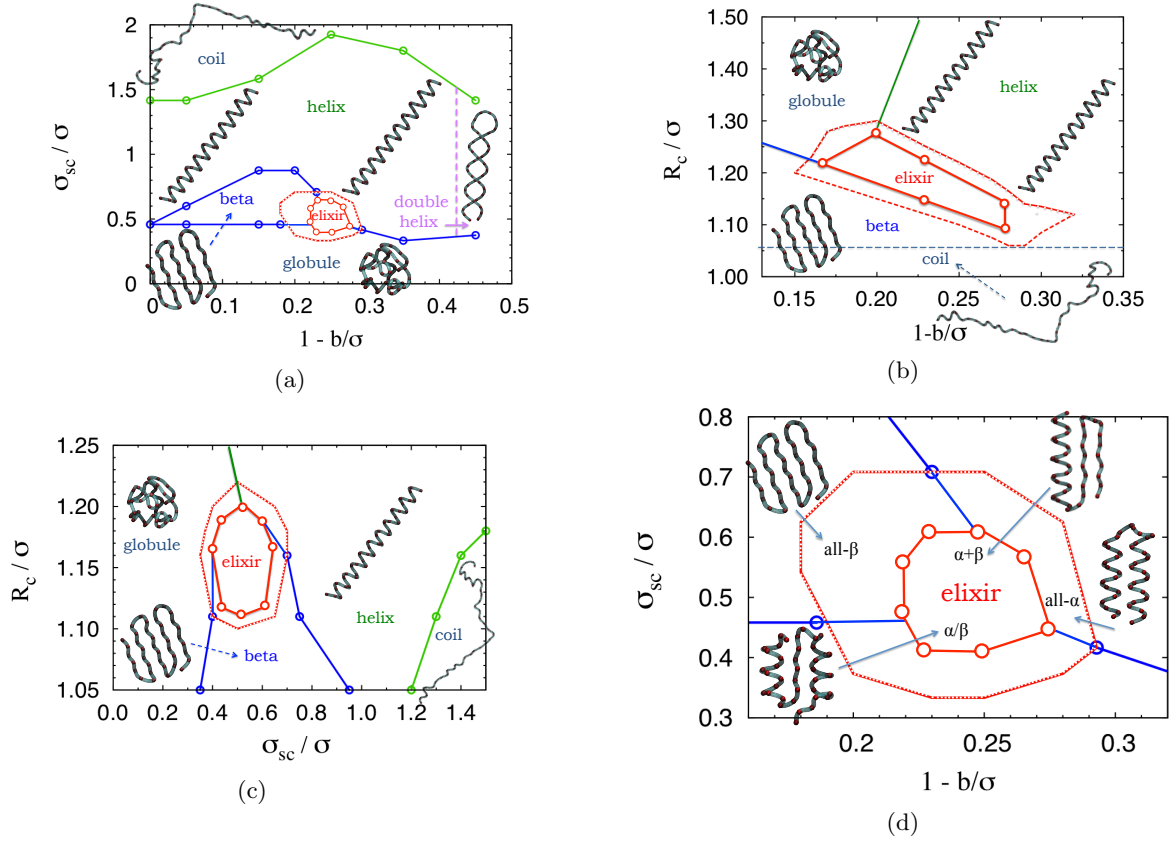 2
1.5
1
0.5
0
0
0.1
0.2
0.3
0.4
0.5
σsc / σ
1 - b/σ
coil
helix
beta
elixir
double
helix
globule
(a)
1.50
1.40
1.30
1.20
1.10
1.00
0.15
0.20
0.25
0.30
0.35
Rc / σ
1-b/σ
globule
helix
elixir
beta
coil
(b)
1.25
1.20
1.15
1.10
1.05
0.0
0.2
0.4
0.6
0.8
1.0
1.2
1.4
Rc / σ
σsc / σ
globule
elixir
helix
beta
coil
(c)
0.8
0.7
0.6
0.5
0.4
0.3
0.2
0.25
0.3
σsc / σ
1 - b/σ
all-β
α+β
elixir
all-α
α/β
(d)